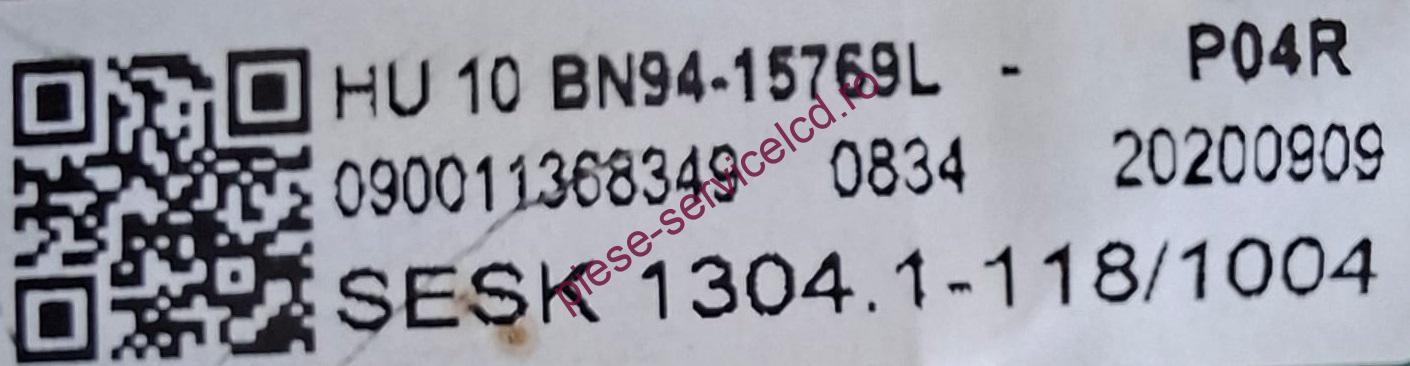 HU 10 BN94-15769L - P04R
090011368349 0834 20200909
SESK 1304.1-118/1004
piese-servicelcd.ro